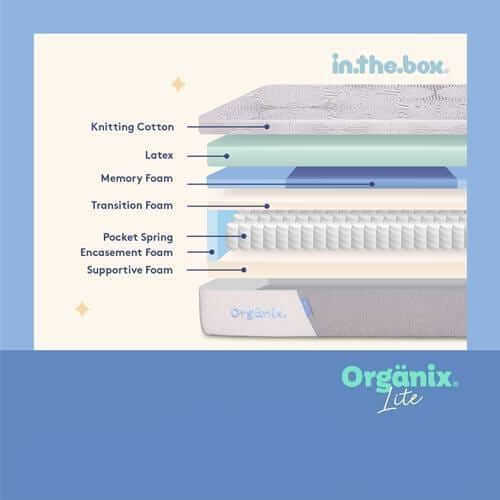 in.the.box®
Knitting Cotton
Latex
Memory Foam
Transition Foam
Pocket Spring
Encasement Foam
Supportive Foam
Orgänix.
Orgänix®
Lite